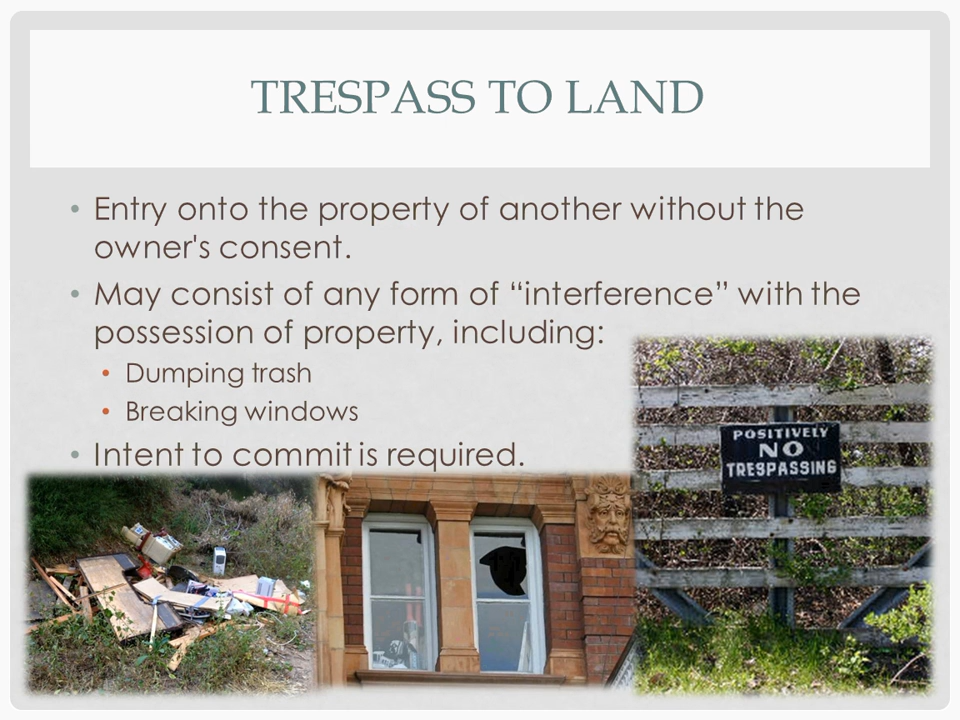 TRESPASS TO LAND
• Entry onto the property of another without the
owner's consent.
• May consist of any form of “interference” with the
possession of property, including:
• Dumping trash
• Breaking windows
• Intent to commit is required.
POSITIVELY
NO
TRESPASSING